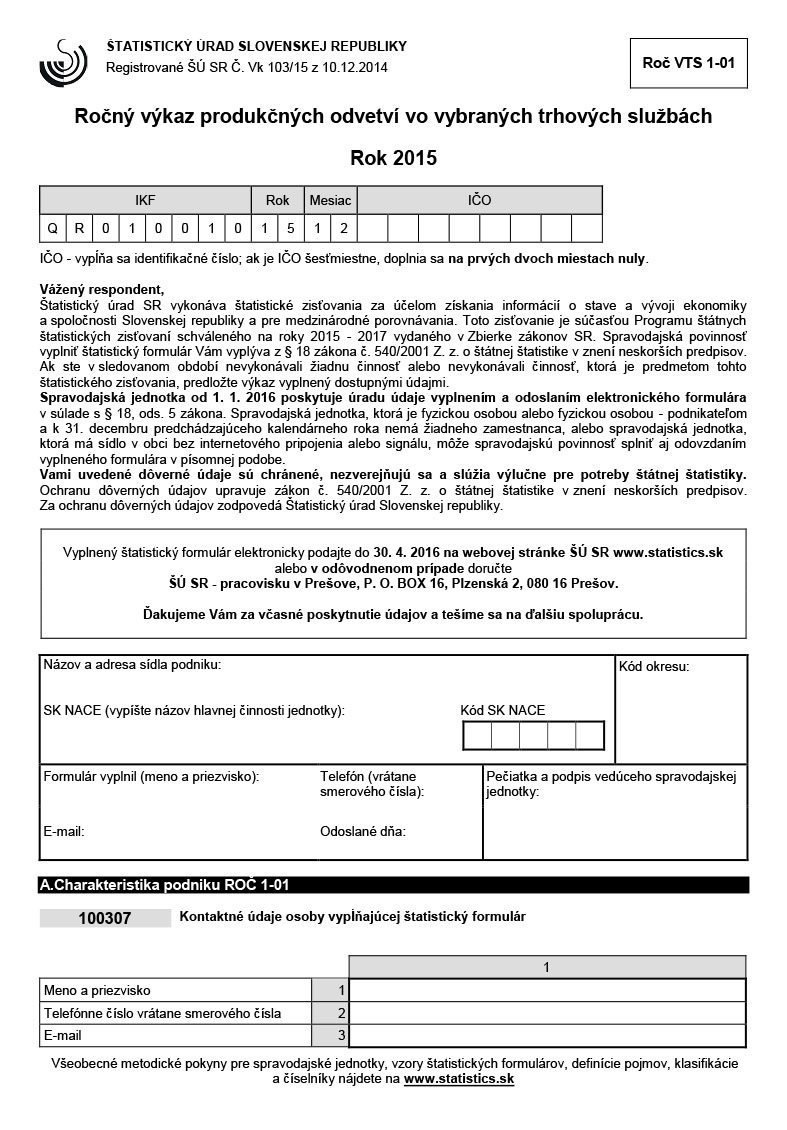 ŠTATISTICKÝ ÚRAD SLOVENSKEJ REPUBLIKY
Registrované ŠÚ SR Č. Vk 103/15 z 10.12.2014
Roč VTS 1-01
Ročný výkaz produkčných odvetví vo vybraných trhových službách
Rok 2015
IKF Rok Mesiac IČO
Q R 0 1 0 0 1 0 1 5 1 2
IČO - vypĺňa sa identifikačné číslo; ak je IČO šesťmiestne, doplnia sa na prvých dvoch miestach nuly.
Vážený respondent,
Štatistický úrad SR vykonáva štatistické zisťovania za účelom získania informácií o stave a vývoji ekonomiky
a spoločnosti Slovenskej republiky a pre medzinárodné porovnávania. Toto zisťovanie je súčasťou Programu štátnych
štatistických zisťovaní schváleného na roky 2015 - 2017 vydaného v Zbierke zákonov SR. Spravodajská povinnosť
vyplniť štatistický formulár Vám vyplýva z § 18 zákona č. 540/2001 Z. z. o štátnej štatistike v znení neskorších predpisov.
Ak ste v sledovanom období nevykonávali žiadnu činnosť alebo nevykonávali činnosť, ktorá je predmetom tohto
štatistického zisťovania, predložte výkaz vyplnený dostupnými údajmi.
Spravodajská jednotka od 1. 1. 2016 poskytuje úradu údaje vyplnením a odoslaním elektronického formulára
v súlade s § 18, ods. 5 zákona. Spravodajská jednotka, ktorá je fyzickou osobou alebo fyzickou osobou - podnikateľom
a k 31. decembru predchádzajúceho kalendárneho roka nemá žiadneho zamestnanca, alebo spravodajská jednotka,
ktorá má sídlo v obci bez internetového pripojenia alebo signálu, môže spravodajskú povinnosť splniť aj odovzdaním
vyplneného formulára v písomnej podobe.
Vami uvedené dôverné údaje sú chránené, nezverejňujú sa a slúžia výlučne pre potreby štátnej štatistiky.
Ochranu dôverných údajov upravuje zákon č. 540/2001 Z. z. o štátnej štatistike v znení neskorších predpisov.
Za ochranu dôverných údajov zodpovedá Štatistický úrad Slovenskej republiky.
Vyplnený štatistický formulár elektronicky podajte do 30. 4. 2016 na webovej stránke ŠÚ SR www.statistics.sk
alebo v odôvodnenom prípade doručte
ŠÚ SR - pracovisku v Prešove, P. O. BOX 16, Plzenská 2, 080 16 Prešov.
Ďakujeme Vám za včasné poskytnutie údajov a tešíme sa na ďalšiu spoluprácu.
Názov a adresa sídla podniku:
Kód okresu:
SK NACE (vypíšte názov hlavnej činnosti jednotky):
Kód SK NACE
Formulár vyplnil (meno a priezvisko):
Telefón (vrátane
smerového čísla):
Pečiatka a podpis vedúceho spravodajskej
jednotky:
E-mail:
Odoslané dňa:
A.Charakteristika podniku ROČ 1-01
100307 Kontaktné údaje osoby vypĺňajúcej štatistický formulár
1
Meno a priezvisko 1
Telefónne číslo vrátane smerového čísla 2
E-mail 3
Všeobecné metodické pokyny pre spravodajské jednotky, vzory štatistických formulárov, definície pojmov, klasifikácie
a číselníky nájdete na www.statistics.sk